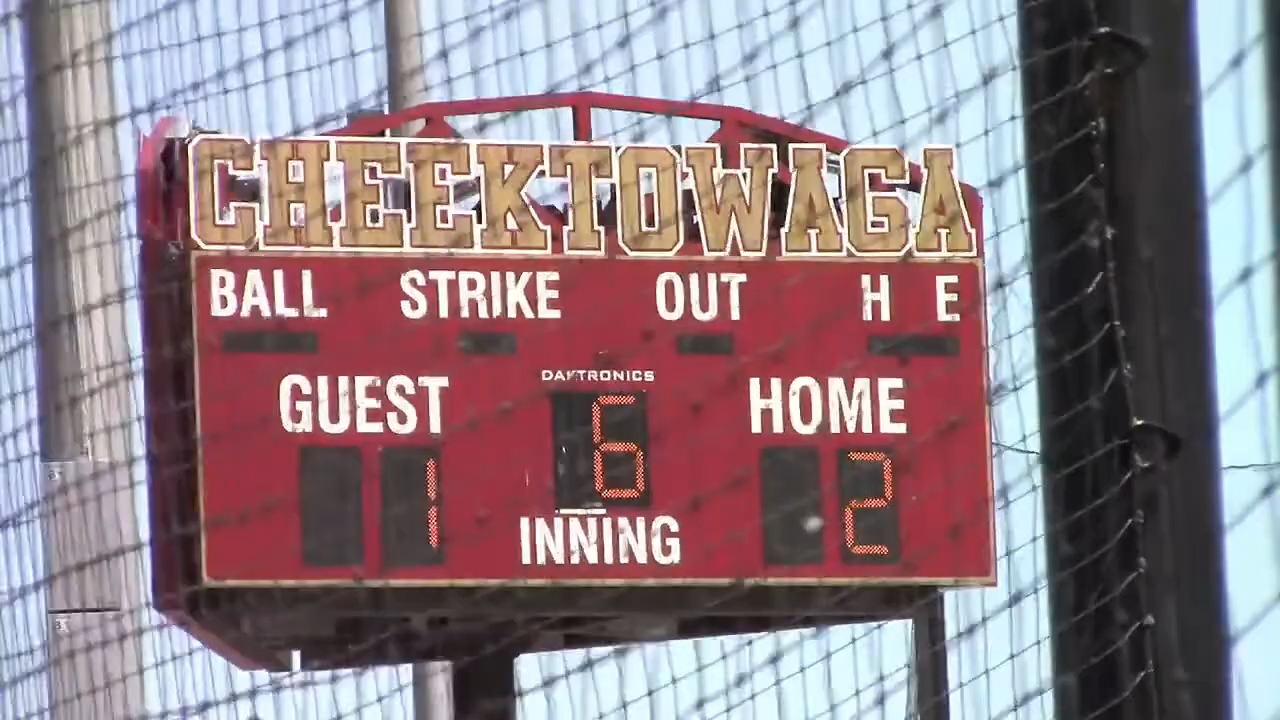 CHEEKTOWAGA
BALL STRIKE OUT H E
DAKTRONICS
GUEST 6 HOME
1 INNING 2